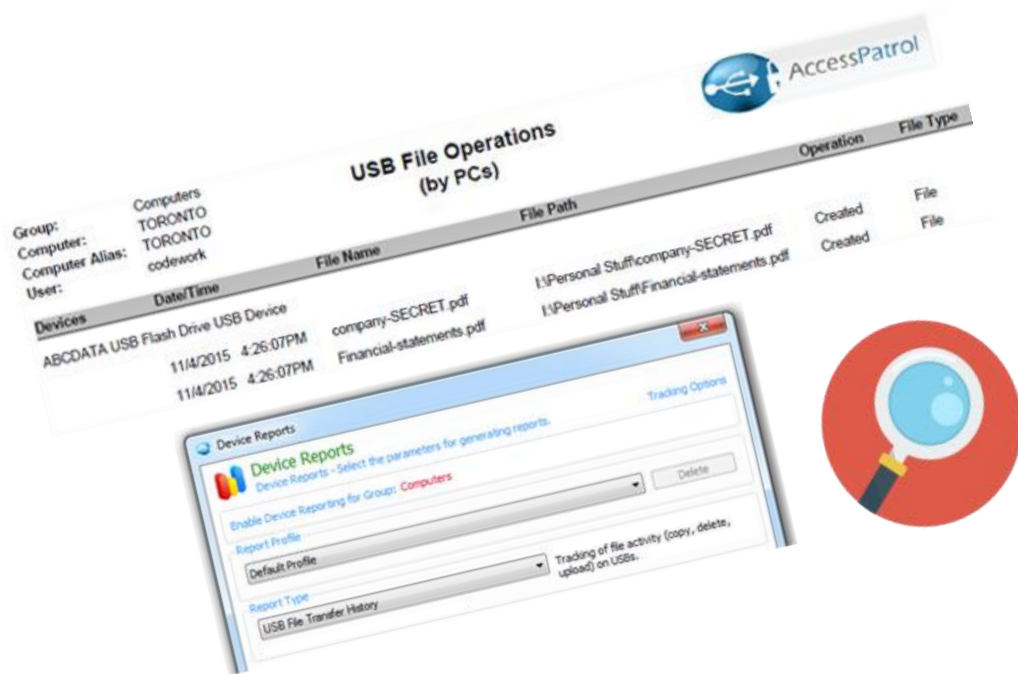 AccessPatrol
USB File Operations
(by PCs)
Group: Computers
Computer: TORONTO
Computer Alias: TORONTO
User: codework
Devices Date/Time File Name File Path Operation File Type
ABCDATA USB Flash Drive USB Device
11/4/2015 4:26:07PM company-SECRET.pdf I:\Personal Stuff\company-SECRET.pdf Created File
11/4/2015 4:26:07PM Financial-statements.pdf I:\Personal Stuff\Financial-statements.pdf Created File
Device Reports
Device Reports
Device Reports - Select the parameters for generating reports.
Tracking Options
Enable Device Reporting for Group: Computers
Report Profile
Default Profile
Delete
Report Type
USB File Transfer History
Tracking of file activity (copy, delete,
upload) on USBs.